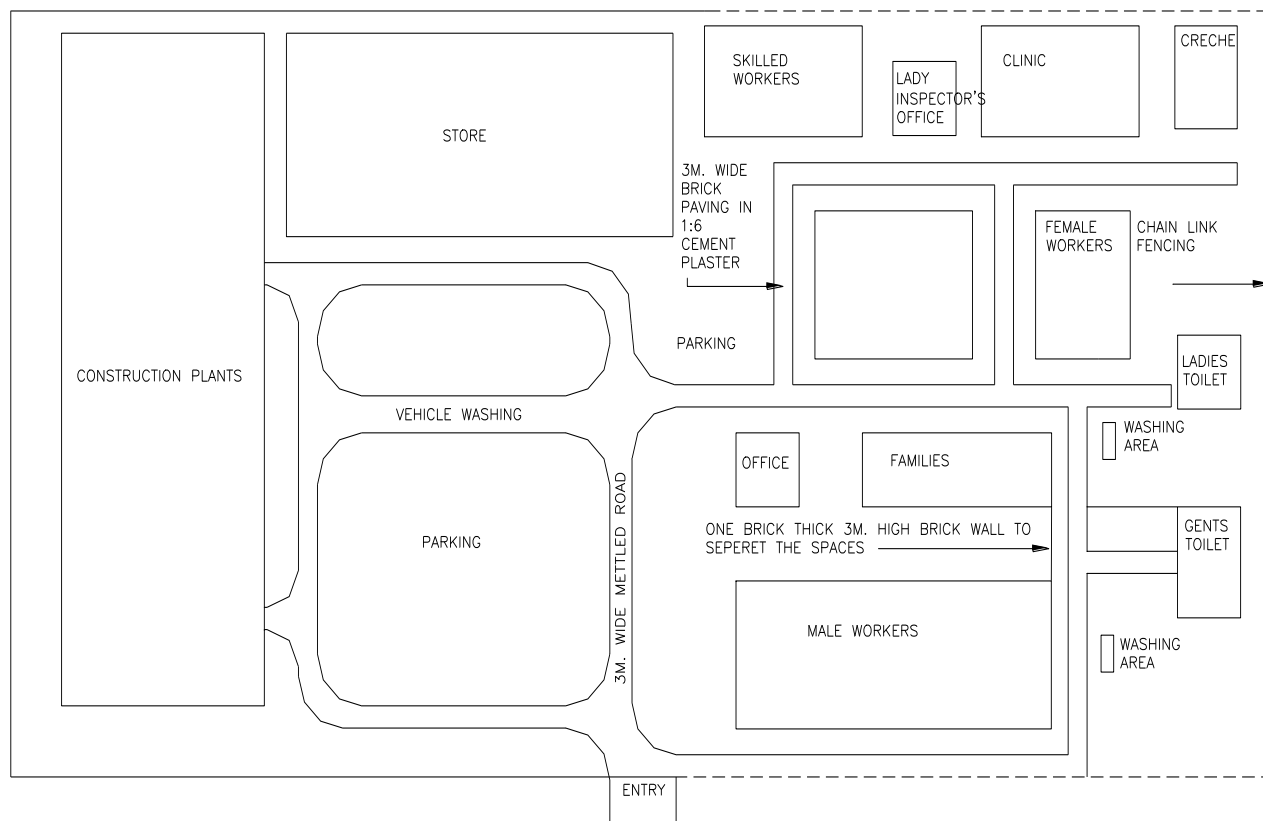 CRECHE
SKILLED
WORKERS
CLINIC
LADY
INSPECTOR'S
OFFICE
STORE
3M. WIDE
BRICK
PAVING IN
1:6
CEMENT
PLASTER
FEMALE
WORKERS
CHAIN LINK
FENCING
PARKING
LADIES
TOILET
CONSTRUCTION PLANTS
VEHICLE WASHING
WASHING
AREA
OFFICE
FAMILIES
3M. WIDE METTLED ROAD
ONE BRICK THICK 3M. HIGH BRICK WALL TO
SEPERET THE SPACES
GENTS
TOILET
PARKING
MALE WORKERS
WASHING
AREA
ENTRY